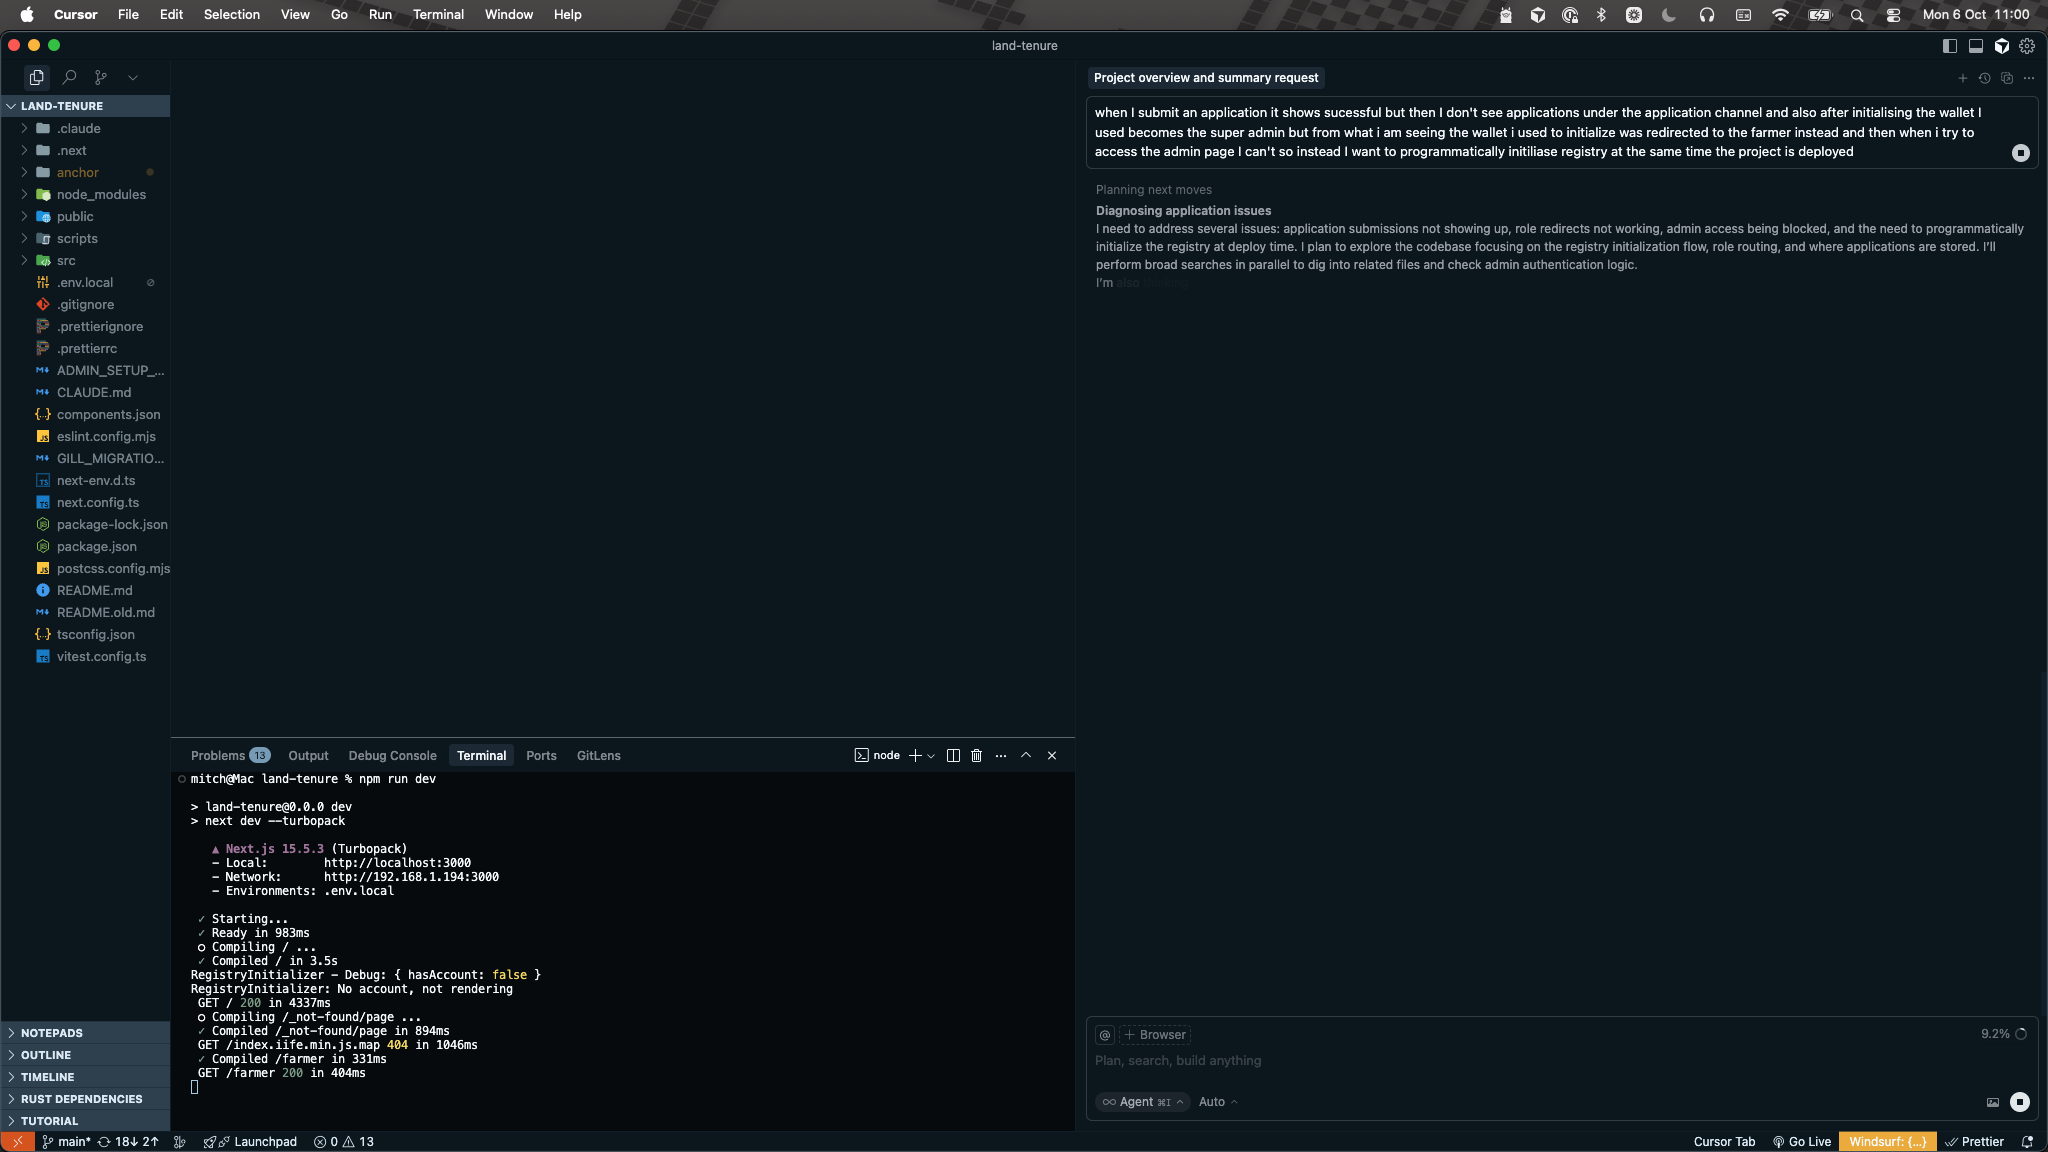 Cursor File Edit Selection View Go Run Terminal Window Help
Mon 6 Oct 11:00
land-tenure
LAND-TENURE
.claude
.next
anchor
node_modules
public
scripts
src
.env.local
.gitignore
.prettierignore
.prettierrc
ADMIN_SETUP_...
CLAUDE.md
components.json
eslint.config.mjs
GILL_MIGRATIO...
next-env.d.ts
next.config.ts
package-lock.json
package.json
postcss.config.mjs
README.md
README.old.md
tsconfig.json
vitest.config.ts
NOTEPADS
OUTLINE
TIMELINE
RUST DEPENDENCIES
TUTORIAL
Problems 13 Output Debug Console Terminal Ports GitLens
node
mitch@Mac land-tenure % npm run dev
> land-tenure@0.0.0 dev
> next dev --turbopack
▲ Next.js 15.5.3 (Turbopack)
- Local: http://localhost:3000
- Network: http://192.168.1.194:3000
- Environments: .env.local
✓ Starting...
✓ Ready in 983ms
○ Compiling / ...
✓ Compiled / in 3.5s
RegistryInitializer - Debug: { hasAccount: false }
RegistryInitializer: No account, not rendering
GET / 200 in 4337ms
○ Compiling /_not-found/page ...
✓ Compiled /_not-found/page in 894ms
GET /index.iife.min.js.map 404 in 1046ms
✓ Compiled /farmer in 331ms
GET /farmer 200 in 404ms
Project overview and summary request
when I submit an application it shows sucessful but then I don't see applications under the application channel and also after initialising the wallet I
used becomes the super admin but from what i am seeing the wallet i used to initialize was redirected to the farmer instead and then when i try to
access the admin page I can't so instead I want to programmatically initiliase registry at the same time the project is deployed
Planning next moves
Diagnosing application issues
I need to address several issues: application submissions not showing up, role redirects not working, admin access being blocked, and the need to programmatically
initialize the registry at deploy time. I plan to explore the codebase focusing on the registry initialization flow, role routing, and where applications are stored. I'll
perform broad searches in parallel to dig into related files and check admin authentication logic.
I'm also thinking
@ + Browser
9.2%
Plan, search, build anything
Agent ⌘I Auto
main* 18↓ 2↑ Launchpad 0 13
Cursor Tab Go Live Windsurf: {...} Prettier